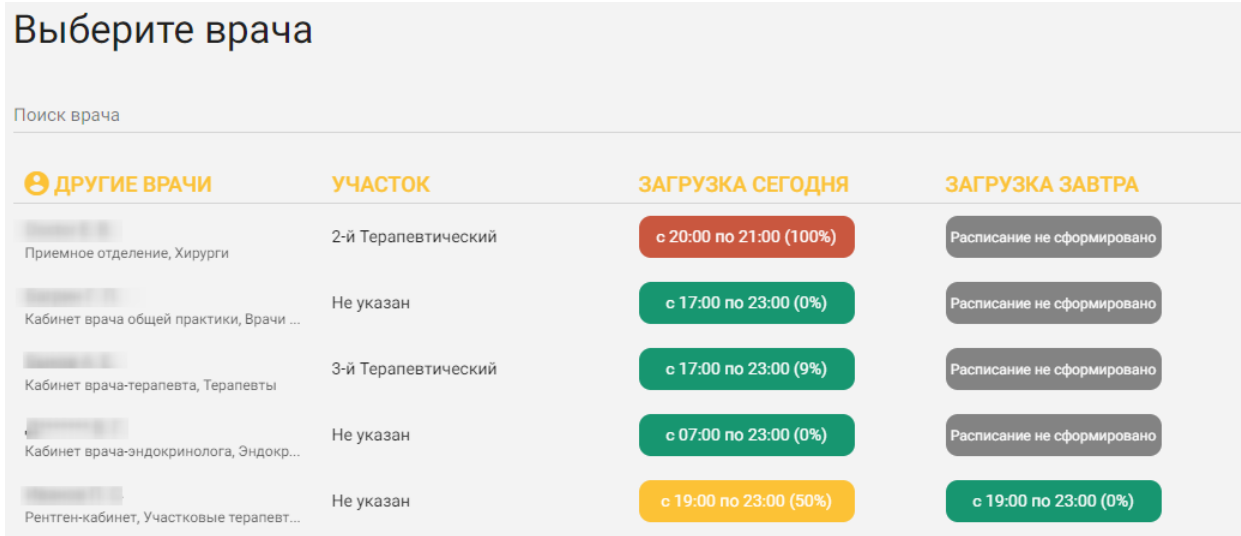 Выберите врача
Поиск врача
ДРУГИЕ ВРАЧИ УЧАСТОК ЗАГРУЗКА СЕГОДНЯ ЗАГРУЗКА ЗАВТРА
2-й Терапевтический с 20:00 по 21:00 (100%) Расписание не сформировано
Приемное отделение, Хирурги
Не указан с 17:00 по 23:00 (0%) Расписание не сформировано
Кабинет врача общей практики, Врачи ...
3-й Терапевтический с 17:00 по 23:00 (9%) Расписание не сформировано
Кабинет врача-терапевта, Терапевты
Не указан с 07:00 по 23:00 (0%) Расписание не сформировано
Кабинет врача-эндокринолога, Эндокр...
Не указан с 19:00 по 23:00 (50%) с 19:00 по 23:00 (0%)
Рентген-кабинет, Участковые терапевт...